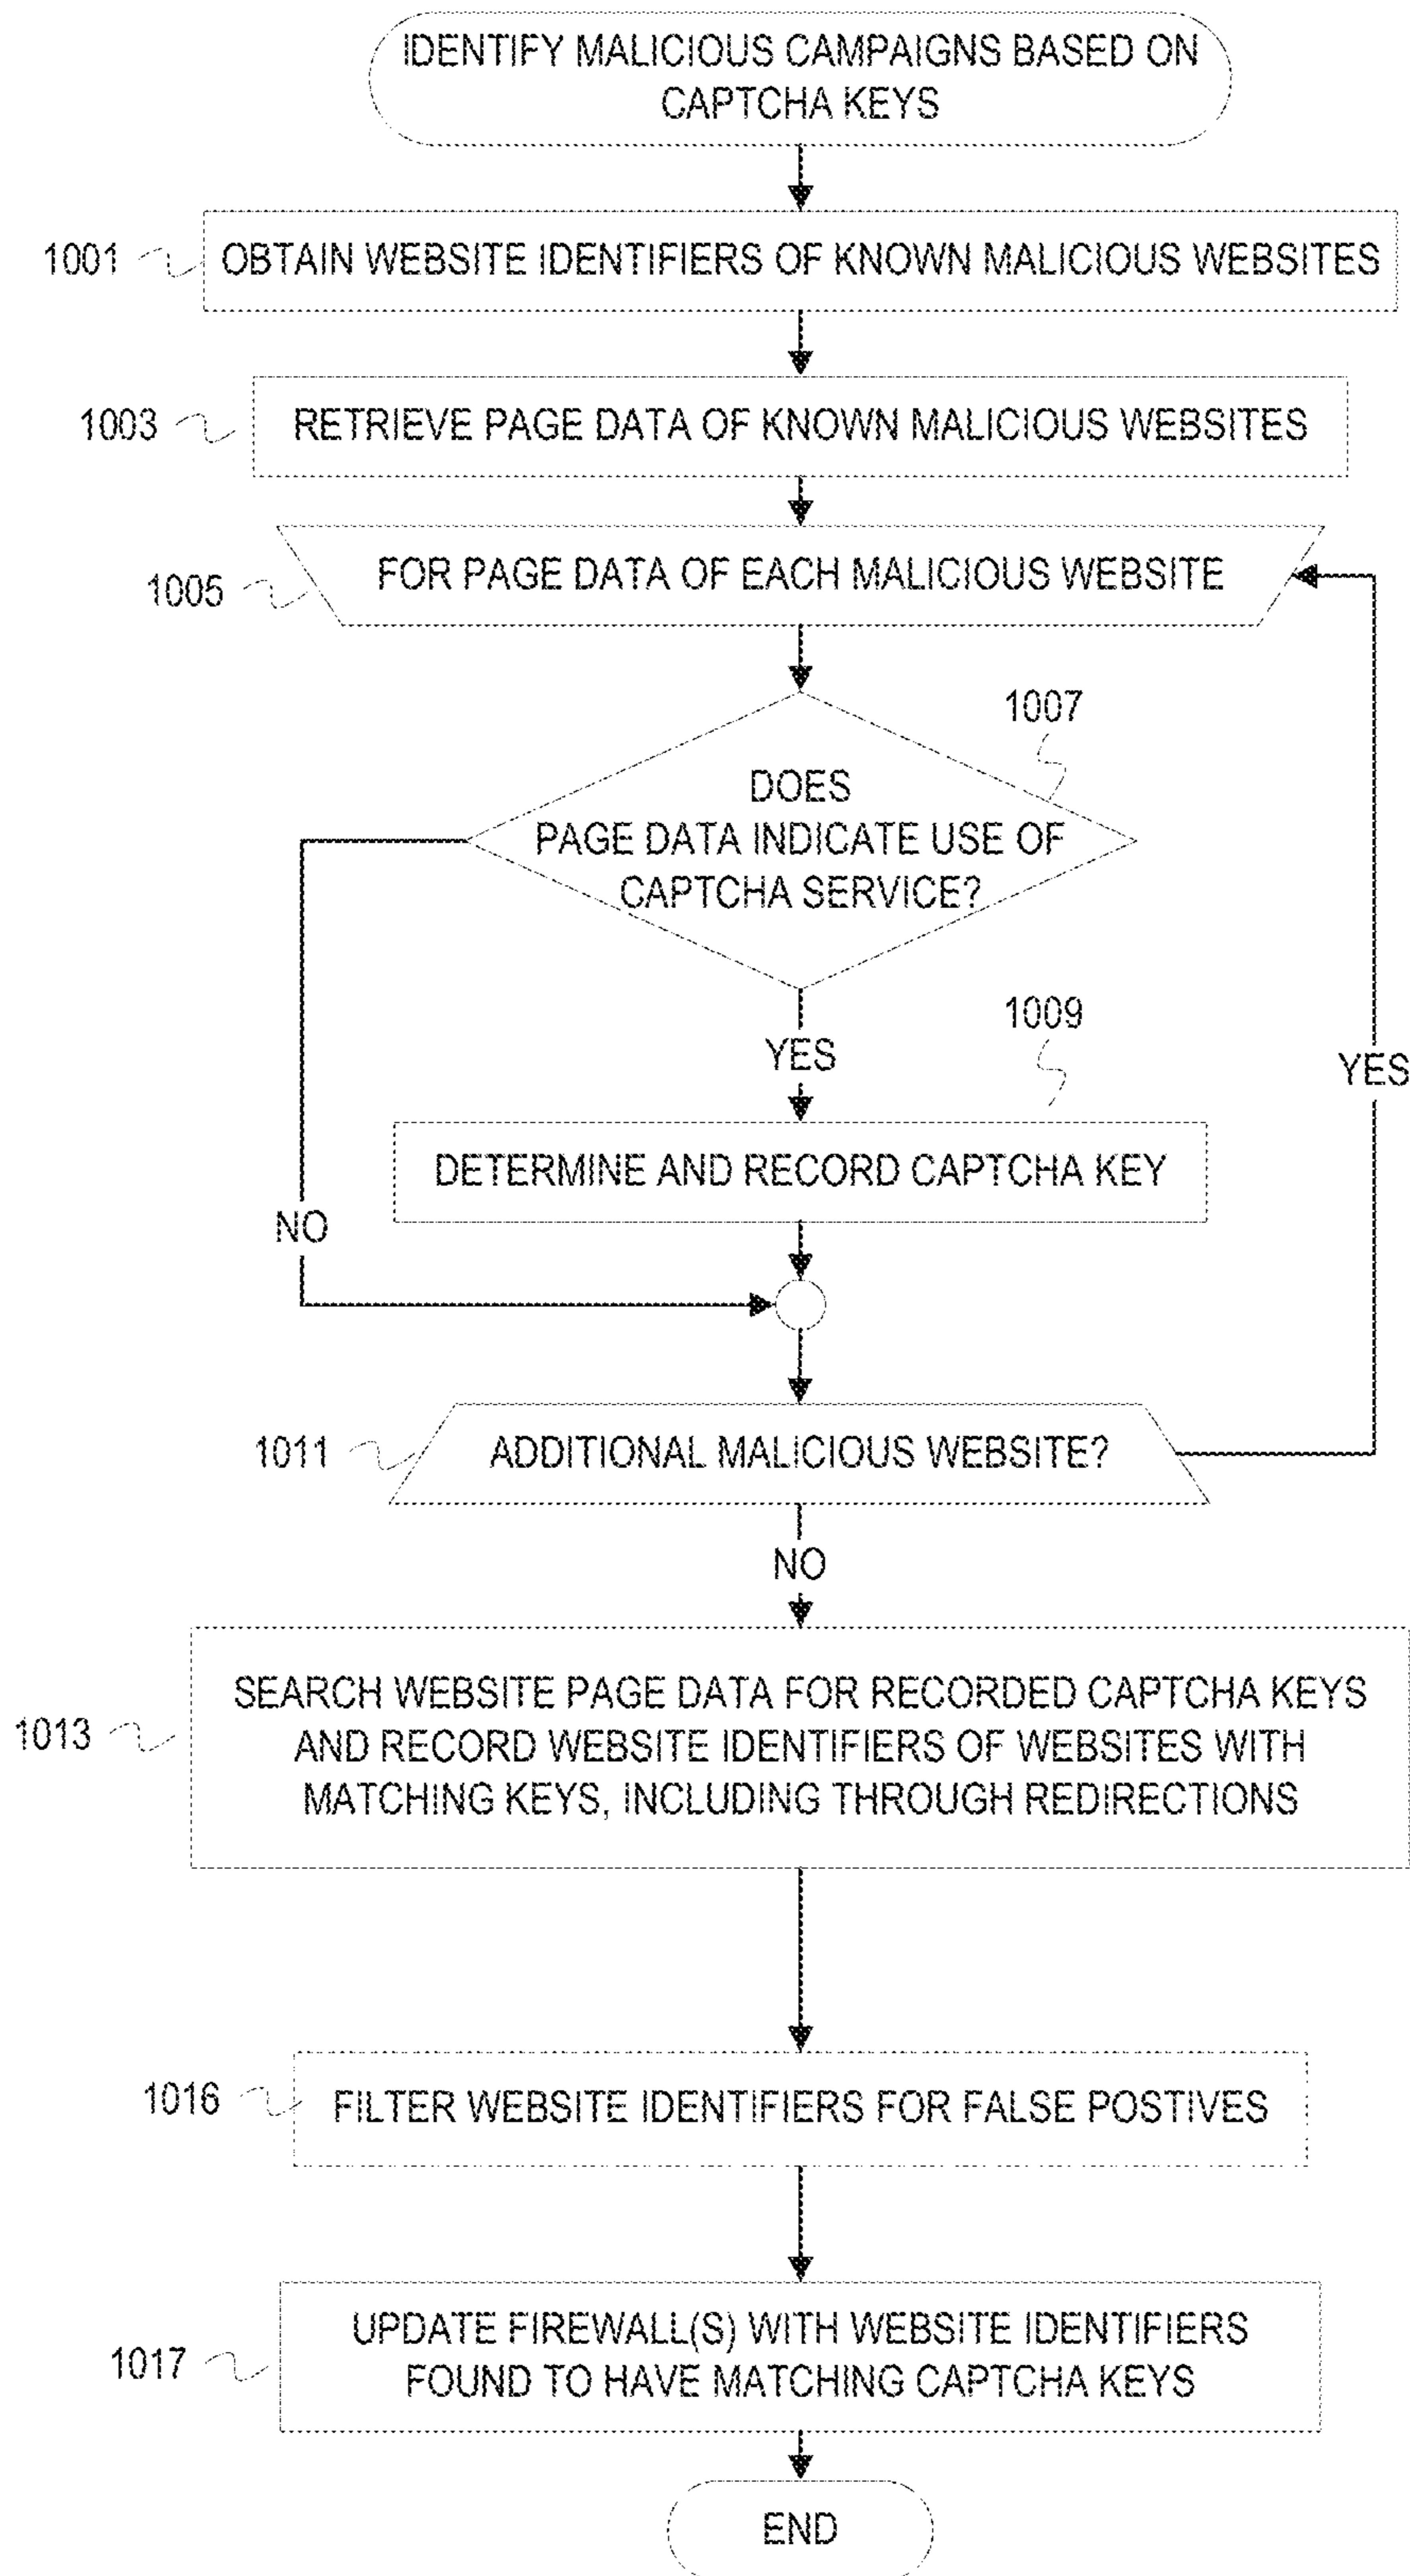 IDENTIFY MALICIOUS CAMPAIGNS BASED ON
CAPTCHA KEYS
1001
OBTAIN WEBSITE IDENTIFIERS OF KNOWN MALICIOUS WEBSITES
1003
RETRIEVE PAGE DATA OF KNOWN MALICIOUS WEBSITES
1005
FOR PAGE DATA OF EACH MALICIOUS WEBSITE
1007
DOES
PAGE DATA INDICATE USE OF
CAPTCHA SERVICE?
1009
YES
YES
DETERMINE AND RECORD CAPTCHA KEY
NO
1011
ADDITIONAL MALICIOUS WEBSITE?
NO
1013
SEARCH WEBSITE PAGE DATA FOR RECORDED CAPTCHA KEYS
AND RECORD WEBSITE IDENTIFIERS OF WEBSITES WITH
MATCHING KEYS, INCLUDING THROUGH REDIRECTIONS
1016
FILTER WEBSITE IDENTIFIERS FOR FALSE POSTIVES
1017
UPDATE FIREWALL(S) WITH WEBSITE IDENTIFIERS
FOUND TO HAVE MATCHING CAPTCHA KEYS
END